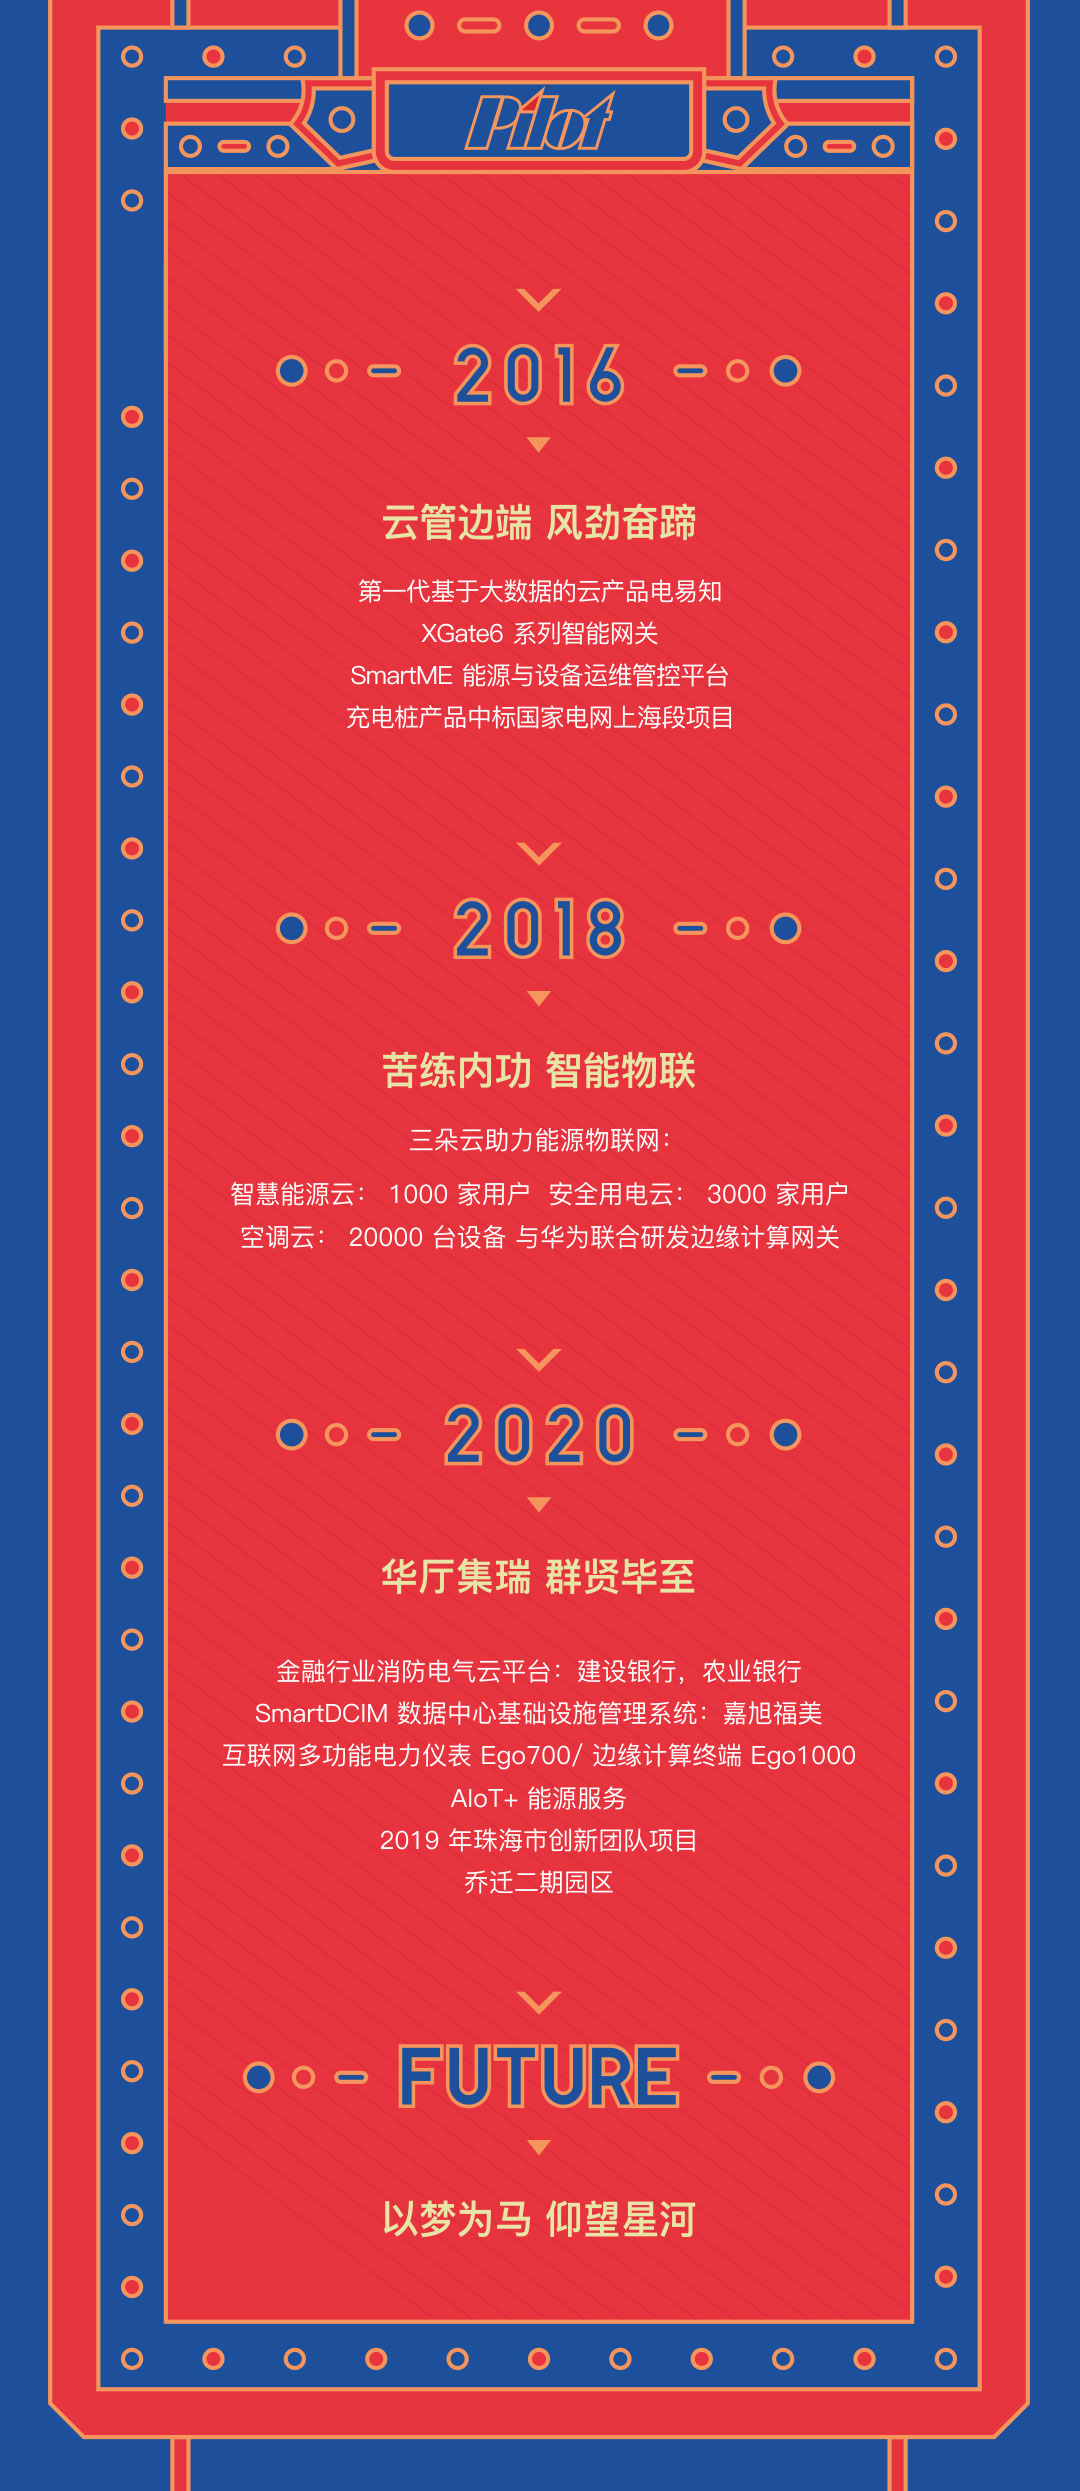 Pilot
2016
云管边端 风劲奋蹄
第一代基于大数据的云产品电易知
XGate6 系列智能网关
SmartME 能源与设备运维管控平台
充电桩产品中标国家电网上海段项目
2018
苦练内功 智能物联
三朵云助力能源物联网：
智慧能源云： 1000 家用户 安全用电云： 3000 家用户
空调云： 20000 台设备 与华为联合研发边缘计算网关
2020
华厅集瑞 群贤毕至
金融行业消防电气云平台：建设银行，农业银行
SmartDCIM 数据中心基础设施管理系统：嘉旭福美
互联网多功能电力仪表 Ego700/ 边缘计算终端 Ego1000
AIoT+ 能源服务
2019 年珠海市创新团队项目
乔迁二期园区
FUTURE
以梦为马 仰望星河